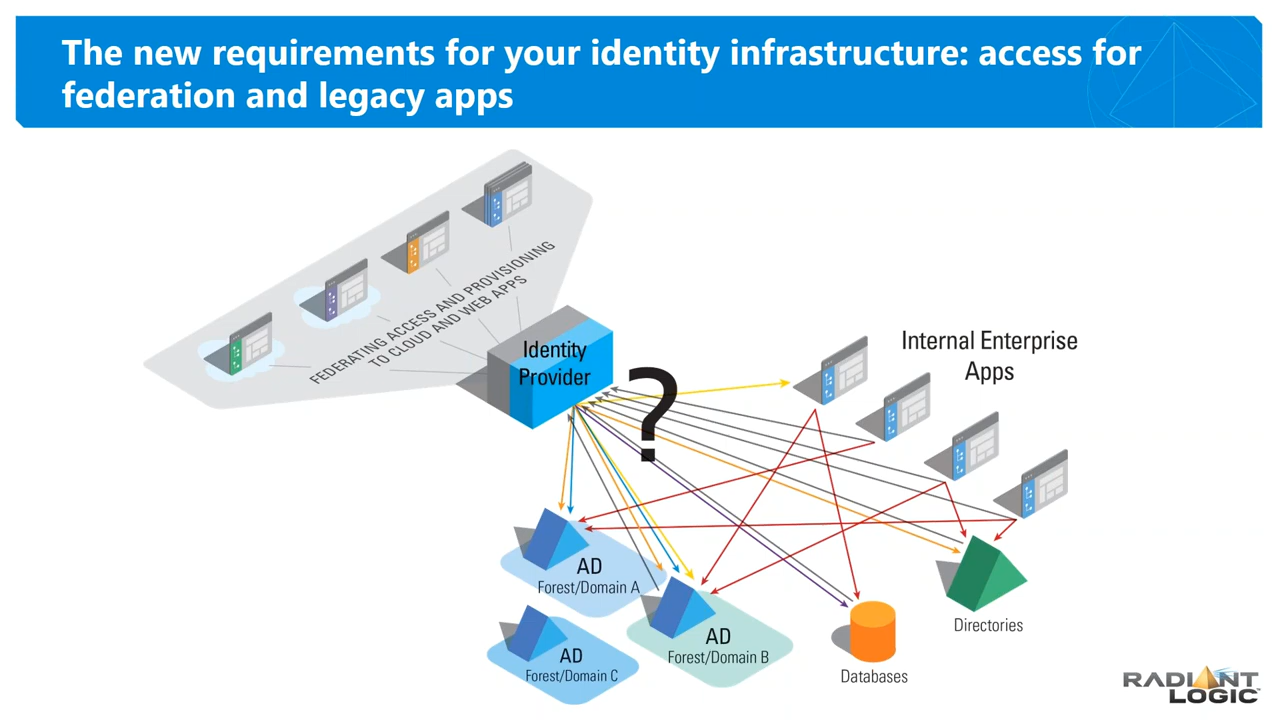 The new requirements for your identity infrastructure: access for
federation and legacy apps
FEDERATING ACCESS AND PROVISIONING
TO CLOUD AND WEB APPS
Identity
Provider
?
Internal Enterprise
Apps
AD
Forest/Domain A
AD
Forest/Domain B
AD
Forest/Domain C
Databases
Directories
RADIANT
LOGIC